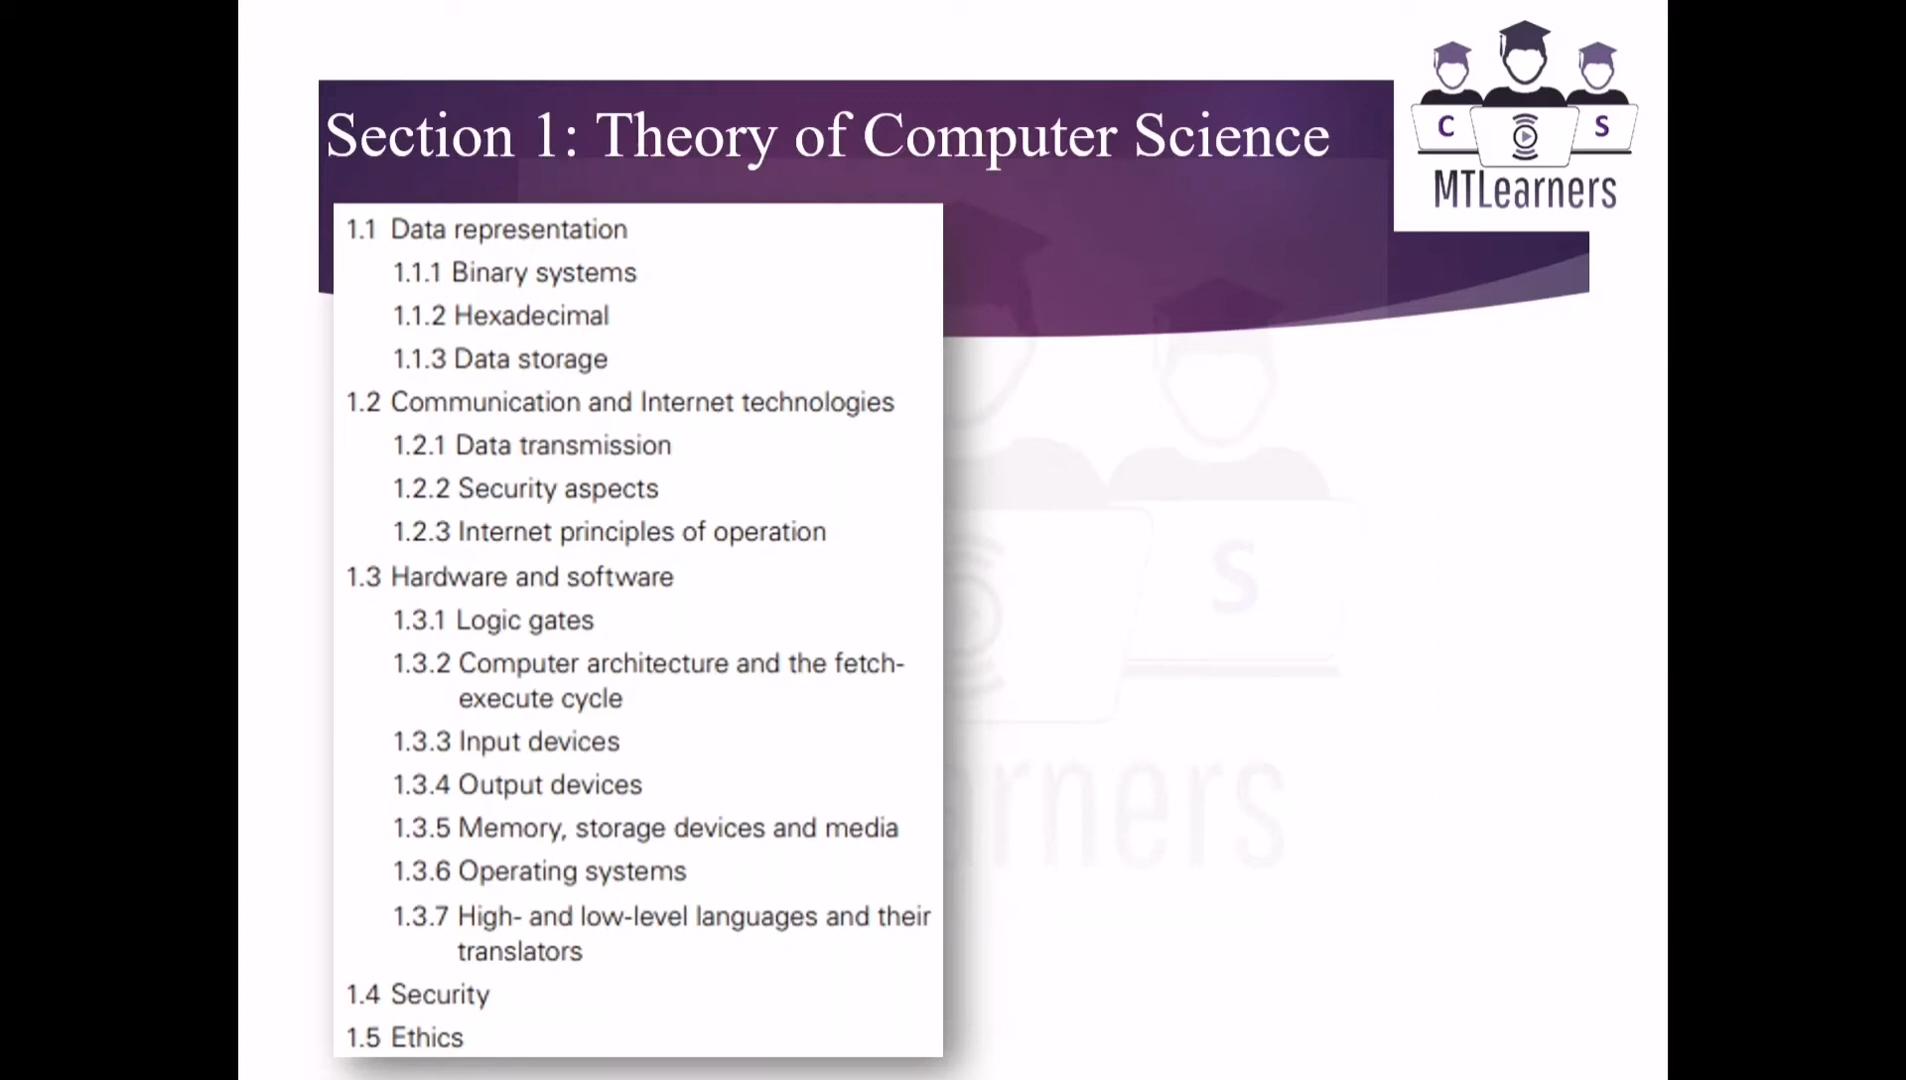 Section 1: Theory of Computer Science
C
S
MTLearners
1.1 Data representation
1.1.1 Binary systems
1.1.2 Hexadecimal
1.1.3 Data storage
1.2 Communication and Internet technologies
1.2.1 Data transmission
1.2.2 Security aspects
1.2.3 Internet principles of operation
1.3 Hardware and software
1.3.1 Logic gates
1.3.2 Computer architecture and the fetch-
execute cycle
1.3.3 Input devices
1.3.4 Output devices
1.3.5 Memory, storage devices and media
1.3.6 Operating systems
1.3.7 High- and low-level languages and their
translators
1.4 Security
1.5 Ethics
S
arners